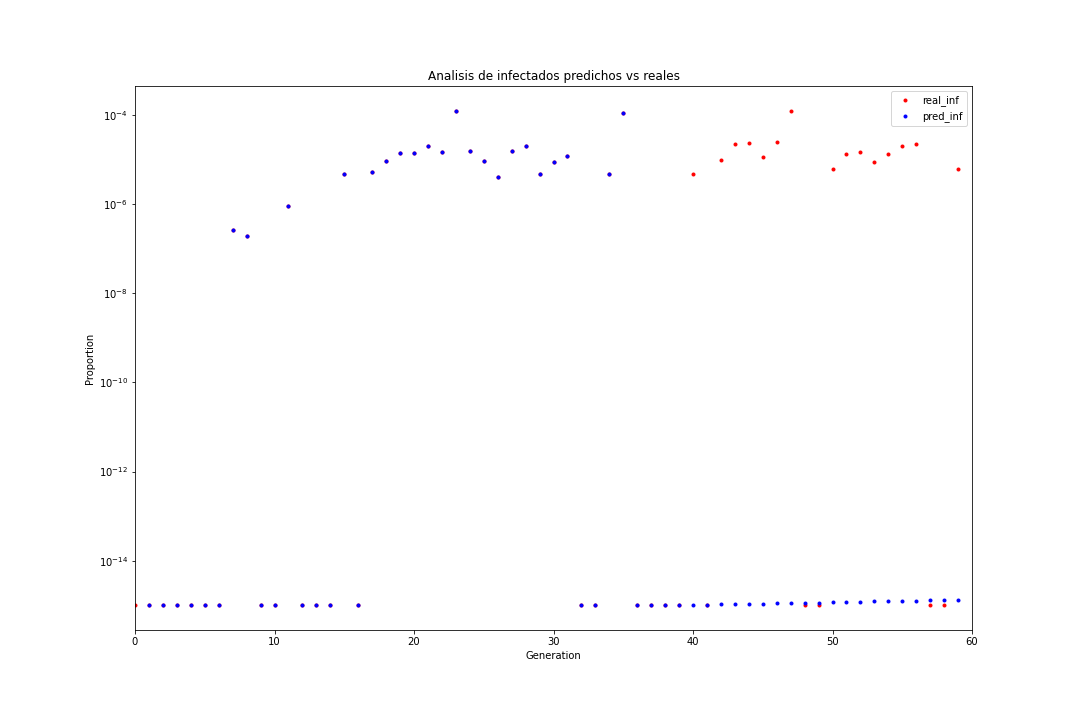 Analisis de infectados predichos vs reales
real_inf
pred_inf
Proportion
10⁻⁴
10⁻⁶
10⁻⁸
10⁻¹⁰
10⁻¹²
10⁻¹⁴
0 10 20 30 40 50 60
Generation